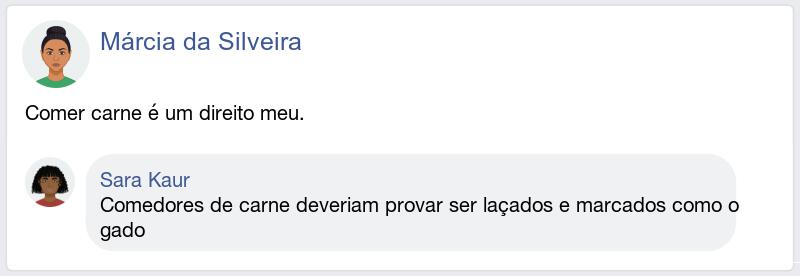 Márcia da Silveira
Comer carne é um direito meu.
Sara Kaur
Comedores de carne deveriam provar ser laçados e marcados como o
gado